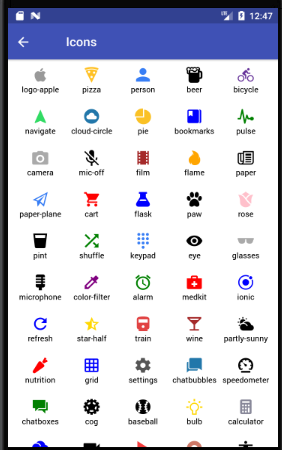 12:47
Icons
logo-apple pizza person beer bicycle
navigate cloud-circle pie bookmarks pulse
camera mic-off film flame paper
paper-plane cart flask paw rose
pint shuffle keypad eye glasses
microphone color-filter alarm medkit ionic
refresh star-half train wine partly-sunny
nutrition grid settings chatbubbles speedometer
chatboxes cog baseball bulb calculator